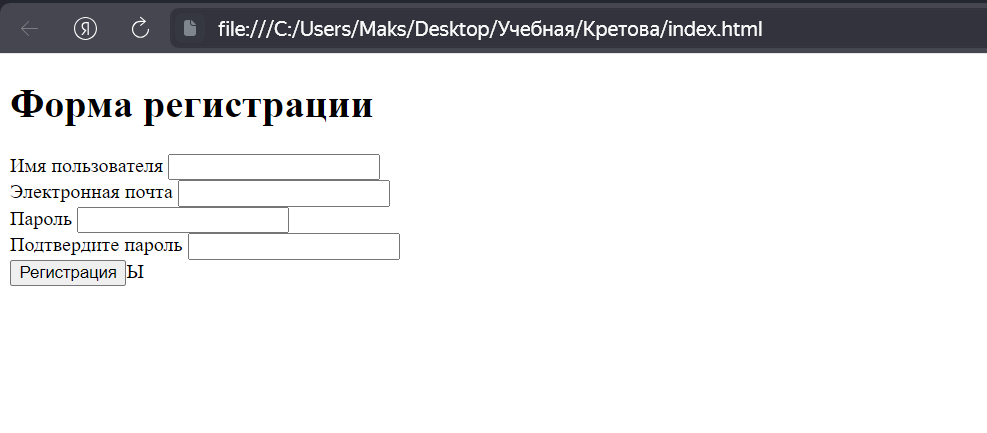 Я file:///C:/Users/Maks/Desktop/Учебная/Кретова/index.html
Форма регистрации
Имя пользователя
Электронная почта
Пароль
Подтвердите пароль
Регистрация Ы